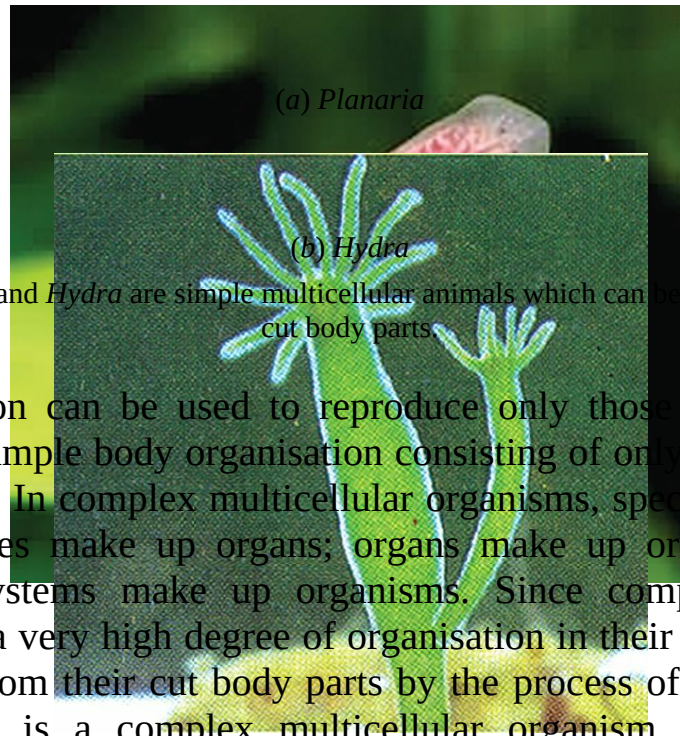 (a) Planaria
(b) Hydra
and Hydra are simple multicellular animals which can be
cut body parts.
on can be used to reproduce only those
imple body organisation consisting of only
In complex multicellular organisms, spec
es make up organs; organs make up or
ystems make up organisms. Since comp
a very high degree of organisation in their
om their cut body parts by the process of
is a complex multicellular organism